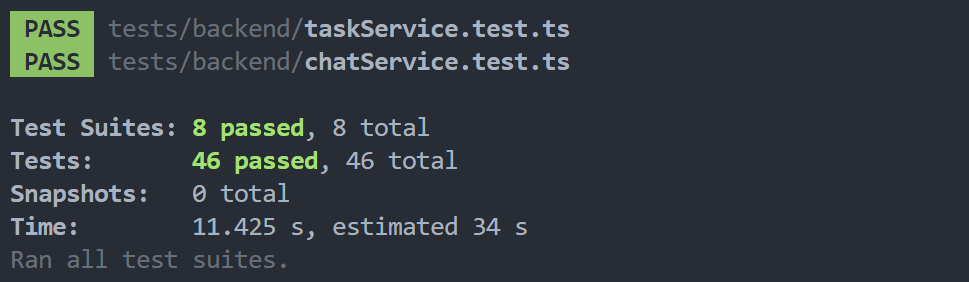 PASS tests/backend/taskService.test.ts
PASS tests/backend/chatService.test.ts
Test Suites: 8 passed, 8 total
Tests: 46 passed, 46 total
Snapshots: 0 total
Time: 11.425 s, estimated 34 s
Ran all test suites.